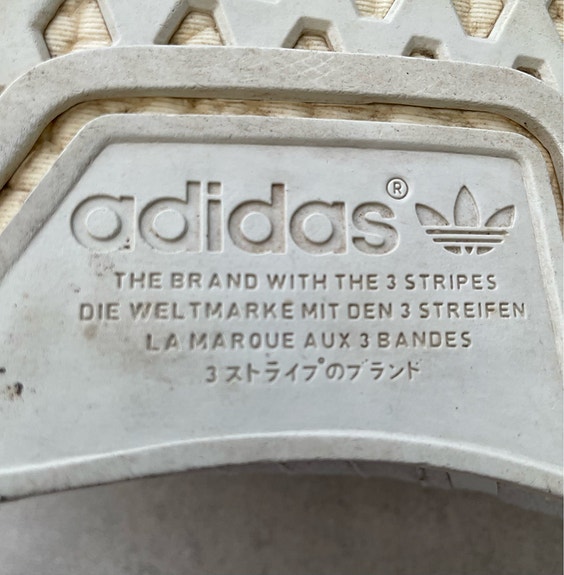 adidas®
THE BRAND WITH THE 3 STRIPES
DIE WELTMARKE MIT DEN 3 STREIFEN
LA MARQUE AUX 3 BANDES
3 ストライプのブランド